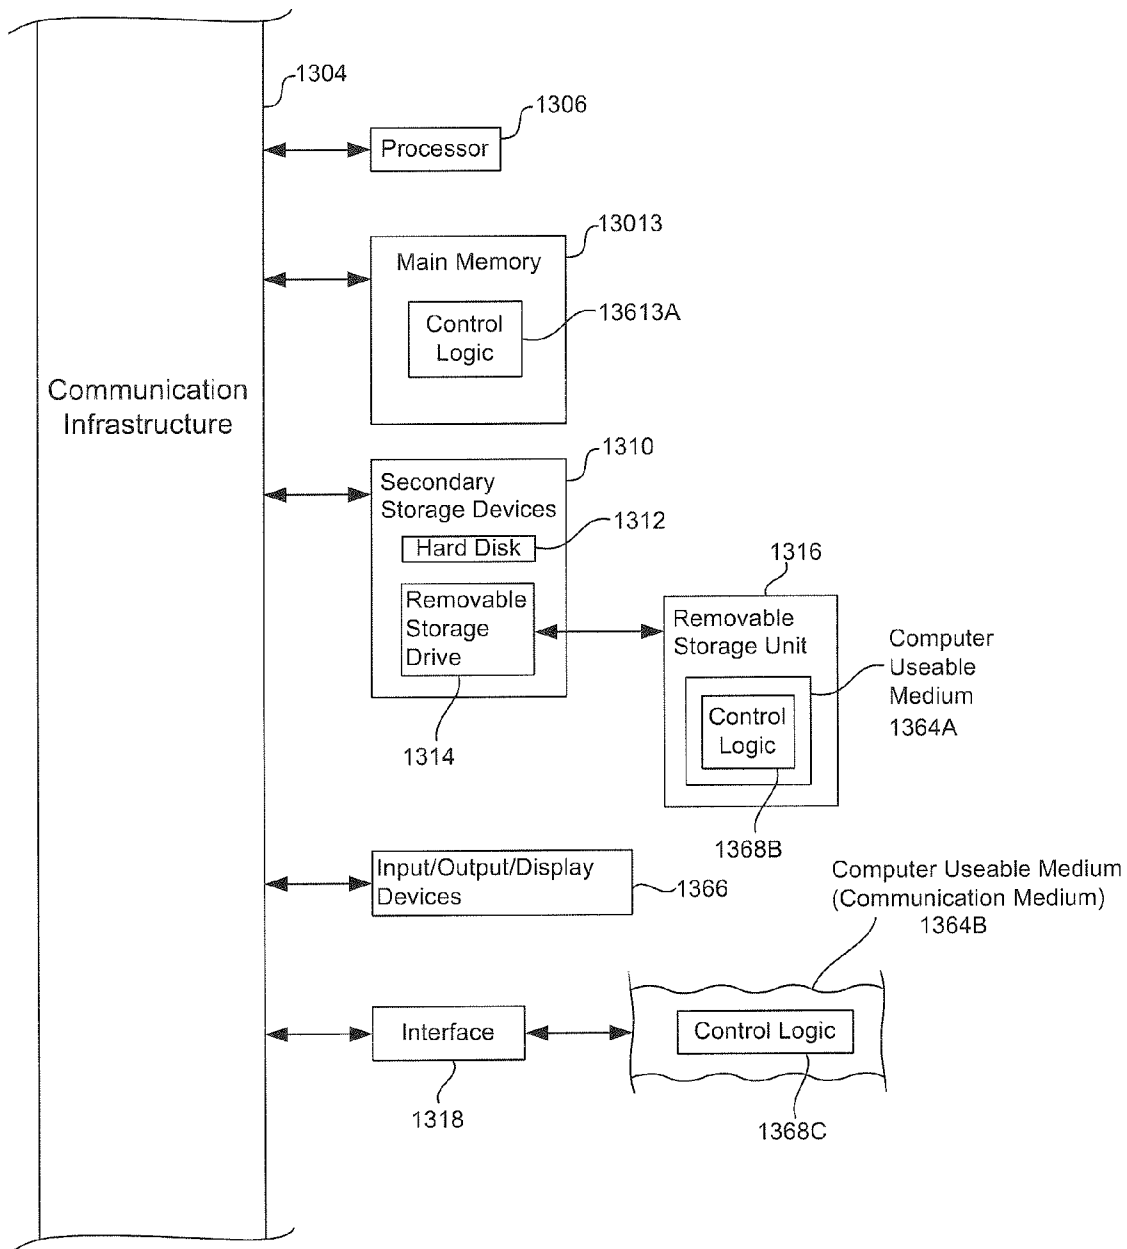 1304
1306
Processor
13013
Main Memory
13613A
Control
Logic
Communication
Infrastructure
1310
Secondary
Storage Devices
1312
Hard Disk
1316
Removable
Storage
Drive
Removable
Storage Unit
Computer
Useable
Medium
1364A
Control
Logic
1314
1368B
Input/Output/Display
Devices
1366
Computer Useable Medium
(Communication Medium)
1364B
Interface
Control Logic
1318
1368C